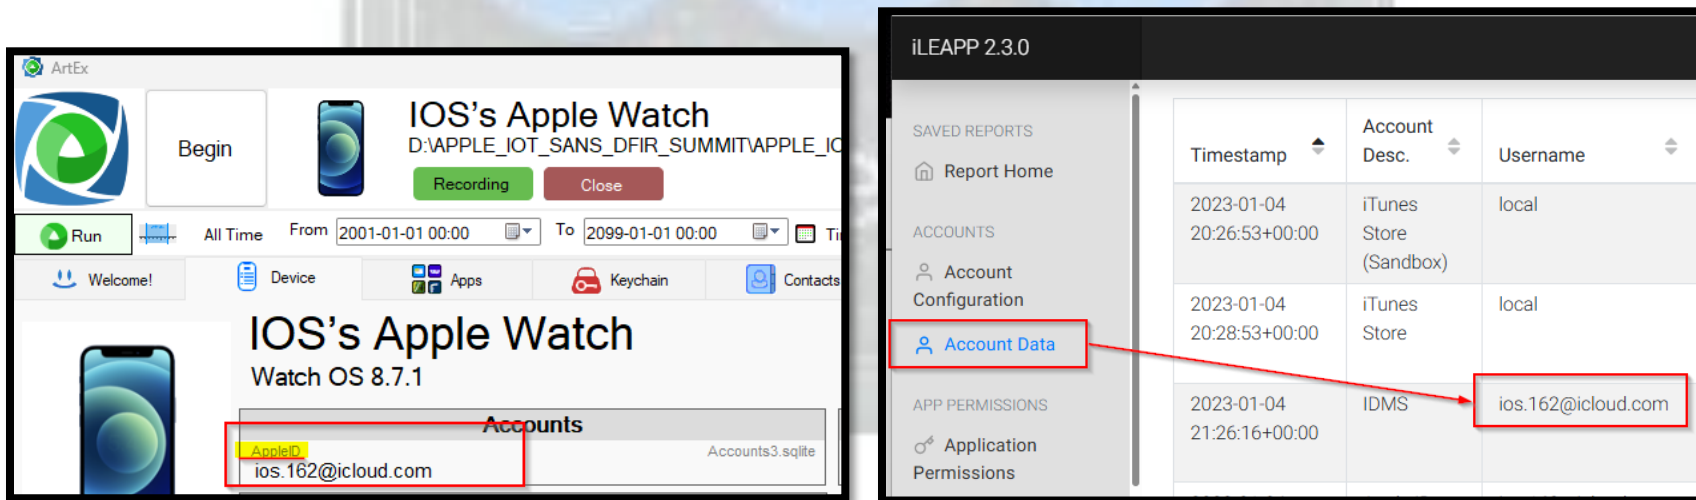 ArtEx
Begin
IOS's Apple Watch
D:\APPLE_IOT_SANS_DFIR_SUMMIT\APPLE_IO
Recording
Close
Run
All Time
From
2001-01-01 00:00
To
2099-01-01 00:00
Welcome!
Device
Apps
Keychain
Contacts
IOS's Apple Watch
Watch OS 8.7.1
Accounts
AppleID
Accounts3.sqlite
ios.162@icloud.com
iLEAPP 2.3.0
SAVED REPORTS
Report Home
ACCOUNTS
Account
Configuration
Account Data
APP PERMISSIONS
Application
Permissions
Timestamp
Account
Desc.
Username
2023-01-04
20:26:53+00:00
iTunes
Store
(Sandbox)
local
2023-01-04
20:28:53+00:00
iTunes
Store
local
2023-01-04
21:26:16+00:00
IDMS
ios.162@icloud.com